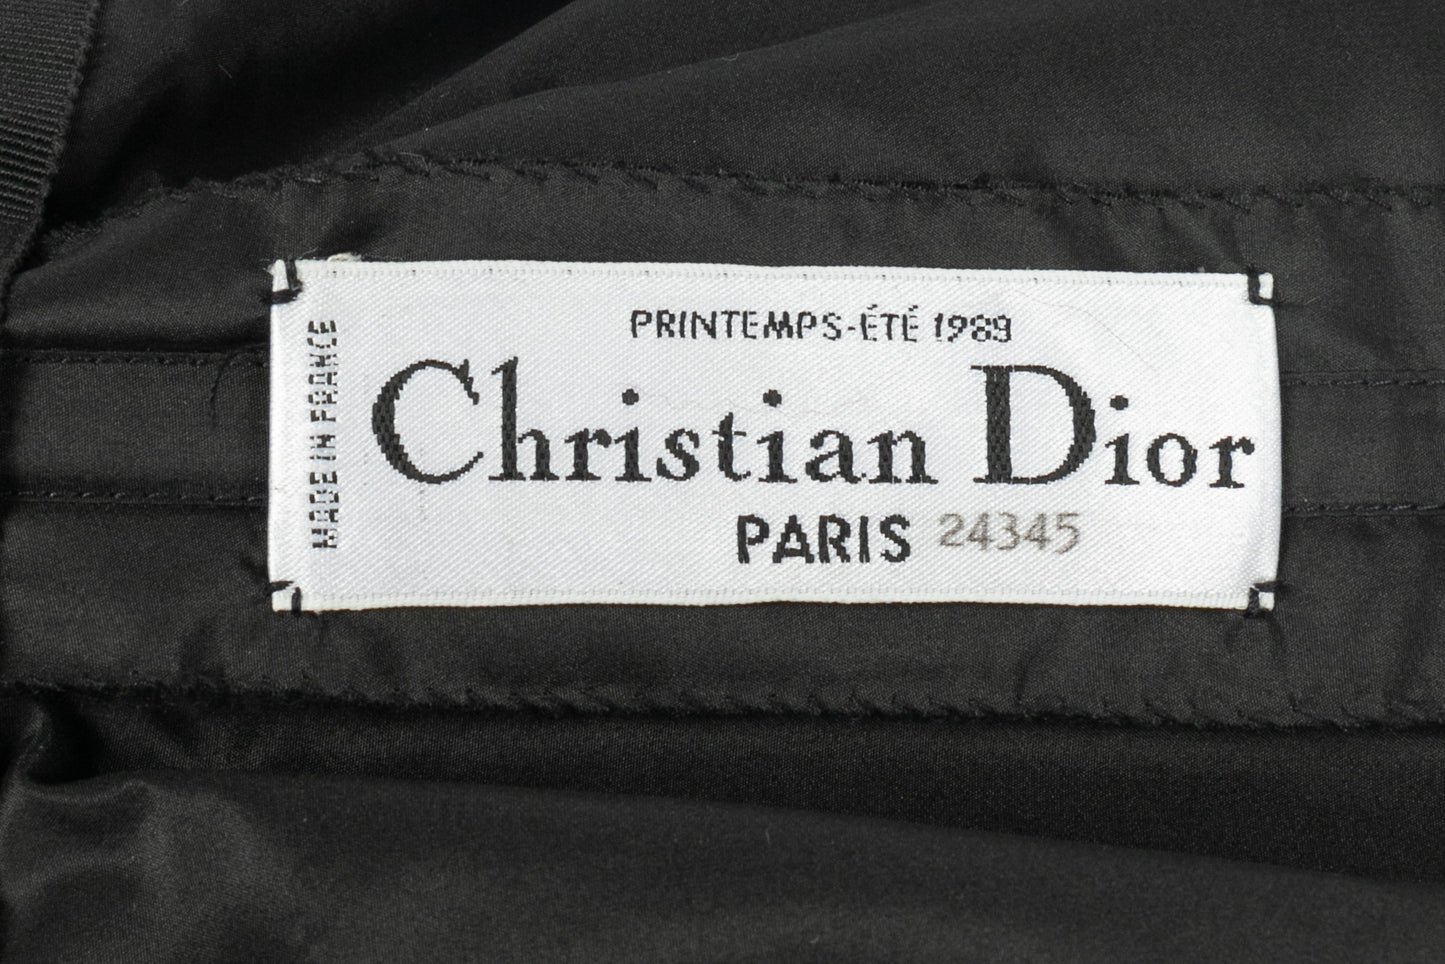 PRINTEMPS-ÉTÉ 1989
Christian Dior
PARIS 24345
MADE IN FRANCE